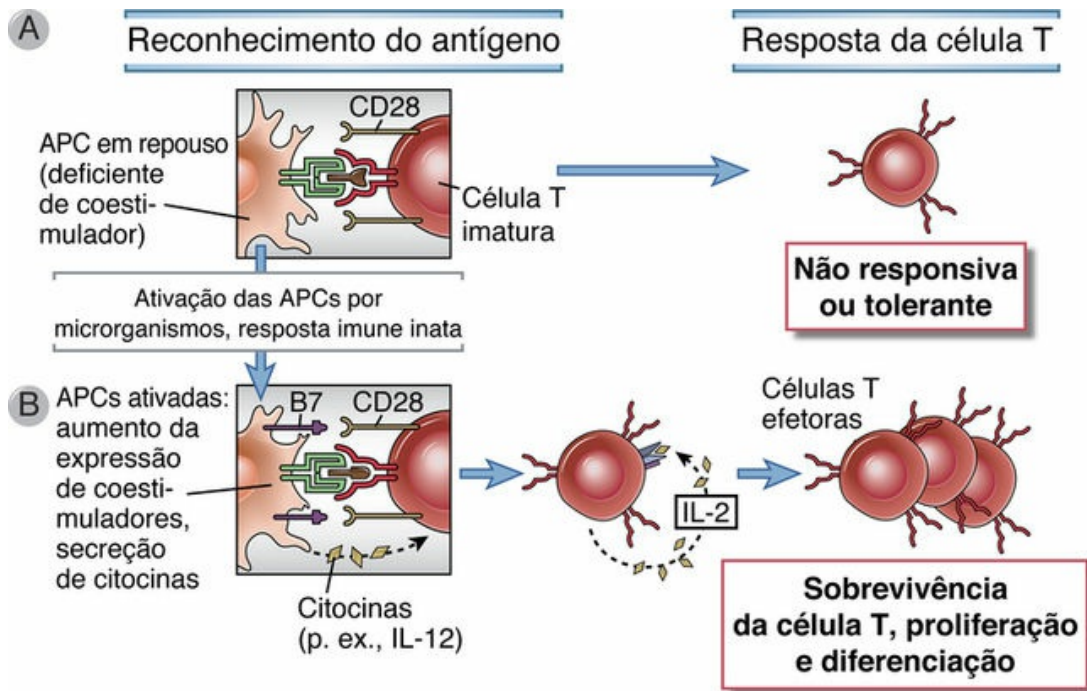 A
Reconhecimento do antígeno
Resposta da célula T
CD28
APC em repouso
(deficiente
de coesti-
mulador)
Célula T
imatura
Não responsiva
ou tolerante
Ativação das APCs por
microrganismos, resposta imune inata
B
APCs ativadas:
aumento da
expressão
de coesti-
muladores,
secreção
de citocinas
B7
CD28
Citocinas
(p. ex., IL-12)
IL-2
Células T
efetoras
Sobrevivência
da célula T, proliferação
e diferenciação